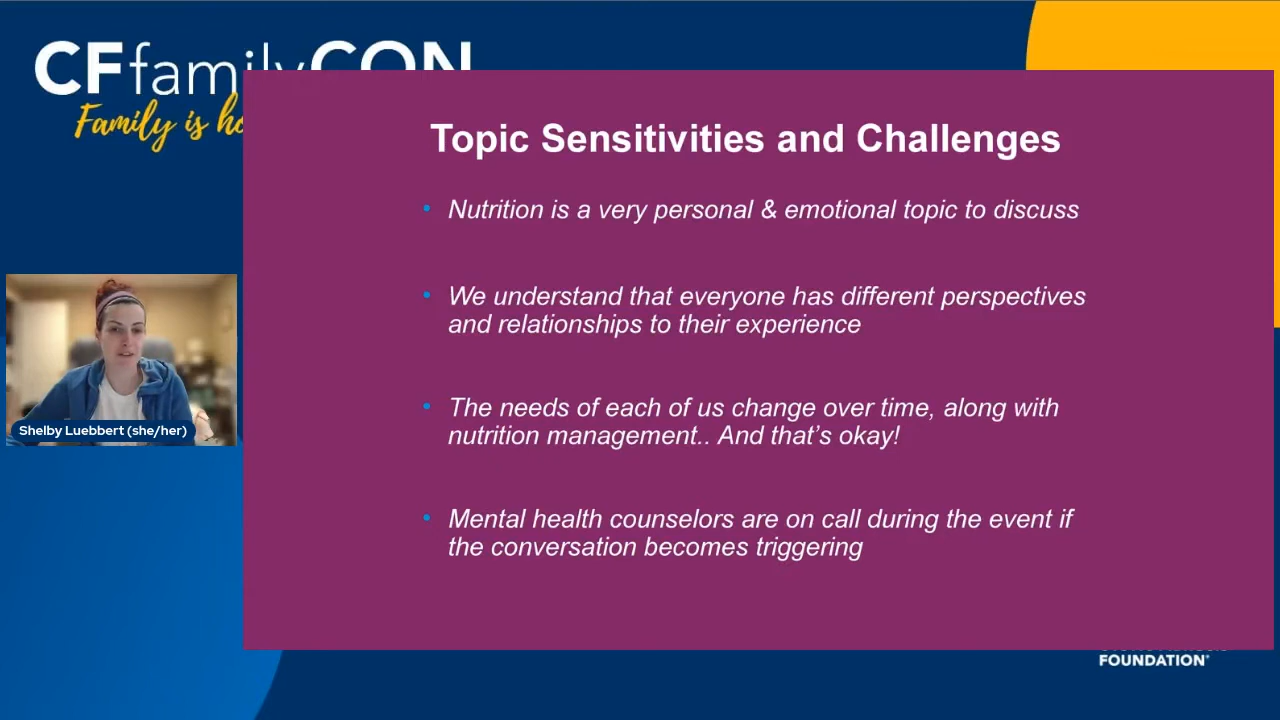 CFfamilyCON
Family is
Topic Sensitivities and Challenges
• Nutrition is a very personal & emotional topic to discuss
• We understand that everyone has different perspectives
and relationships to their experience
• The needs of each of us change over time, along with
nutrition management.. And that's okay!
• Mental health counselors are on call during the event if
the conversation becomes triggering
Shelby Luebbert (she/her)
FOUNDATION®